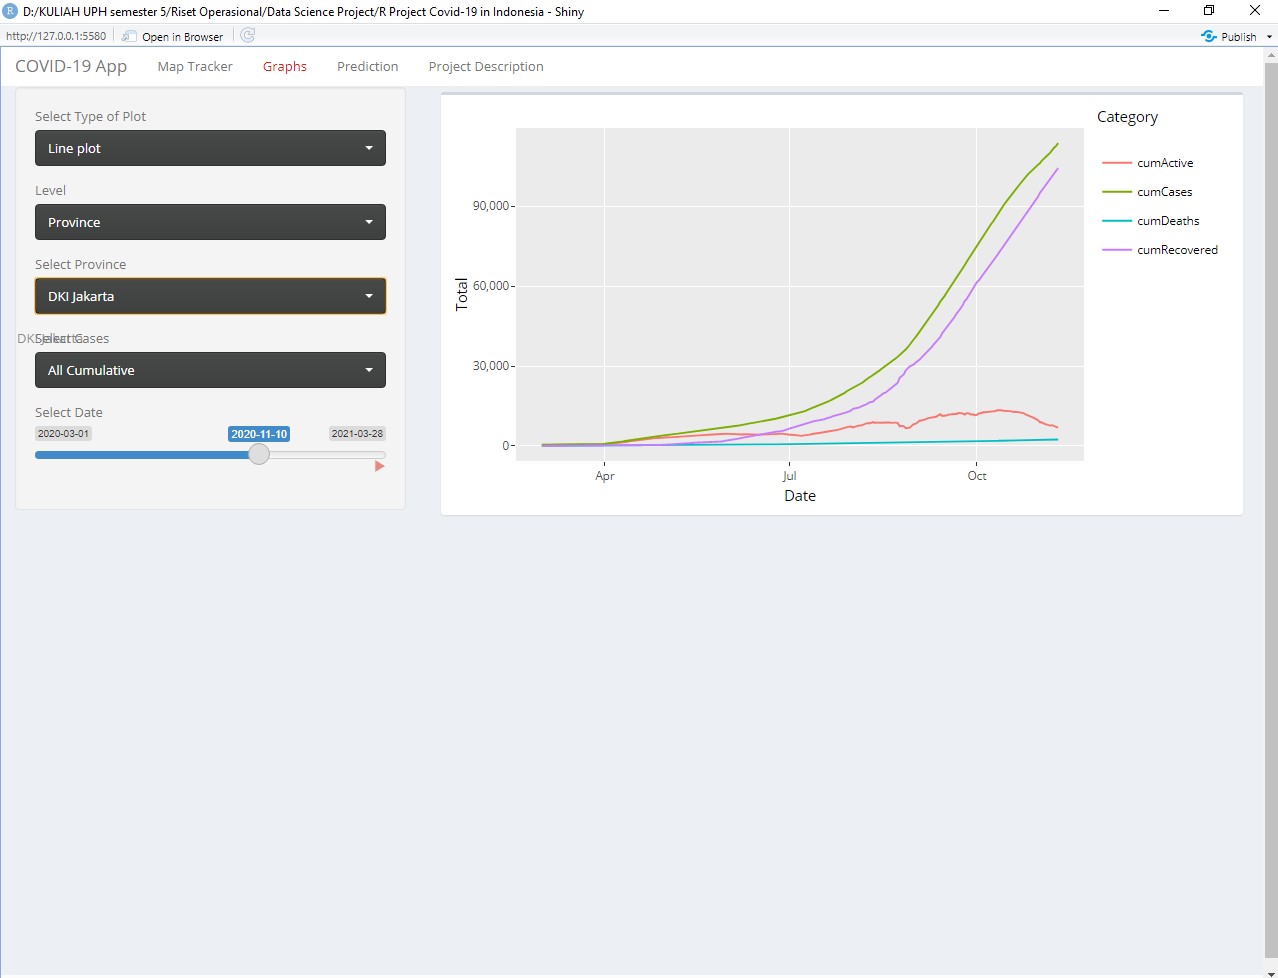 D:/KULIAH UPH semester 5/Riset Operasional/Data Science Project/R Project Covid-19 in Indonesia - Shiny
http://127.0.0.1:5580
Open in Browser
Publish
COVID-19 App
Map Tracker
Graphs
Prediction
Project Description
Select Type of Plot
Line plot
Level
Province
Select Province
DKI Jakarta
DKI Jakarta
Select Cases
All Cumulative
Select Date
2020-03-01
2020-11-10
2021-03-28
Category
cumActive
cumCases
cumDeaths
cumRecovered
Total
90,000
60,000
30,000
0
Apr
Jul
Oct
Date